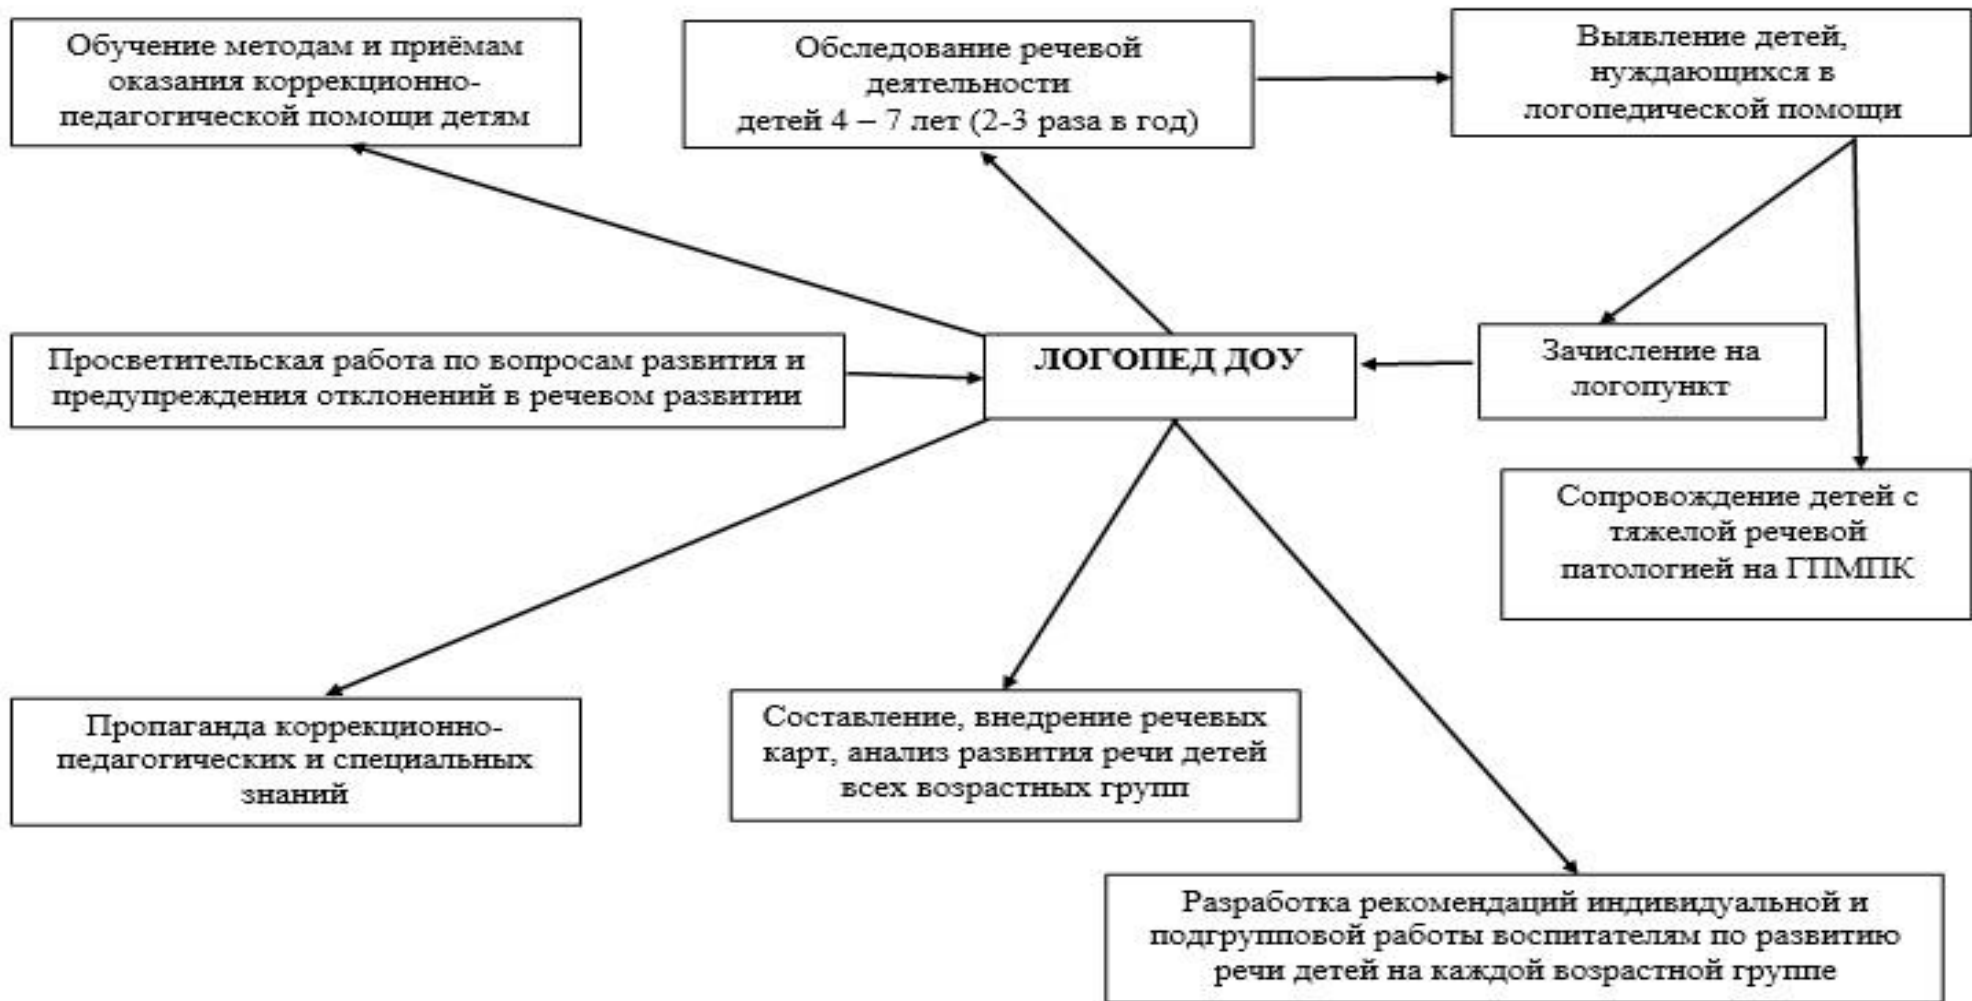 Обучение методам и приёмам
оказания коррекционно-
педагогической помощи детям
Обследование речевой
деятельности
детей 4 – 7 лет (2-3 раза в год)
Выявление детей,
нуждающихся в
логопедической помощи
Просветительская работа по вопросам развития и
предупреждения отклонений в речевом развитии
ЛОГОПЕД ДОУ
Зачисление на
логопункт
Сопровождение детей с
тяжелой речевой
патологией на ГПМПК
Пропаганда коррекционно-
педагогических и специальных
знаний
Составление, внедрение речевых
карт, анализ развития речи детей
всех возрастных групп
Разработка рекомендаций индивидуальной и
подгрупповой работы воспитателям по развитию
речи детей на каждой возрастной группе